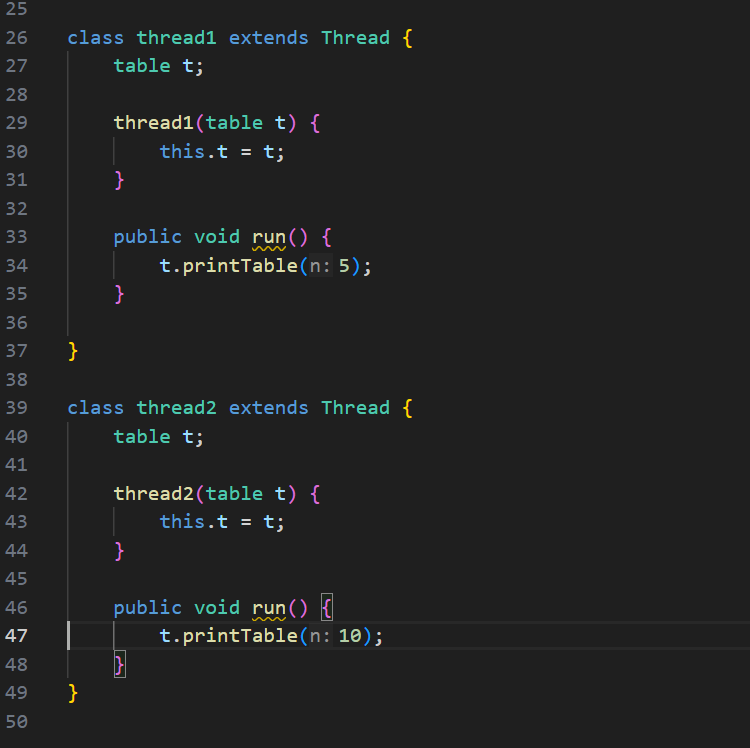 25
26 class thread1 extends Thread {
27     table t;
28
29     thread1(table t) {
30         this.t = t;
31     }
32
33     public void run() {
34         t.printTable(n: 5);
35     }
36
37 }
38
39 class thread2 extends Thread {
40     table t;
41
42     thread2(table t) {
43         this.t = t;
44     }
45
46     public void run() {
47         t.printTable(n: 10);
48     }
49 }
50